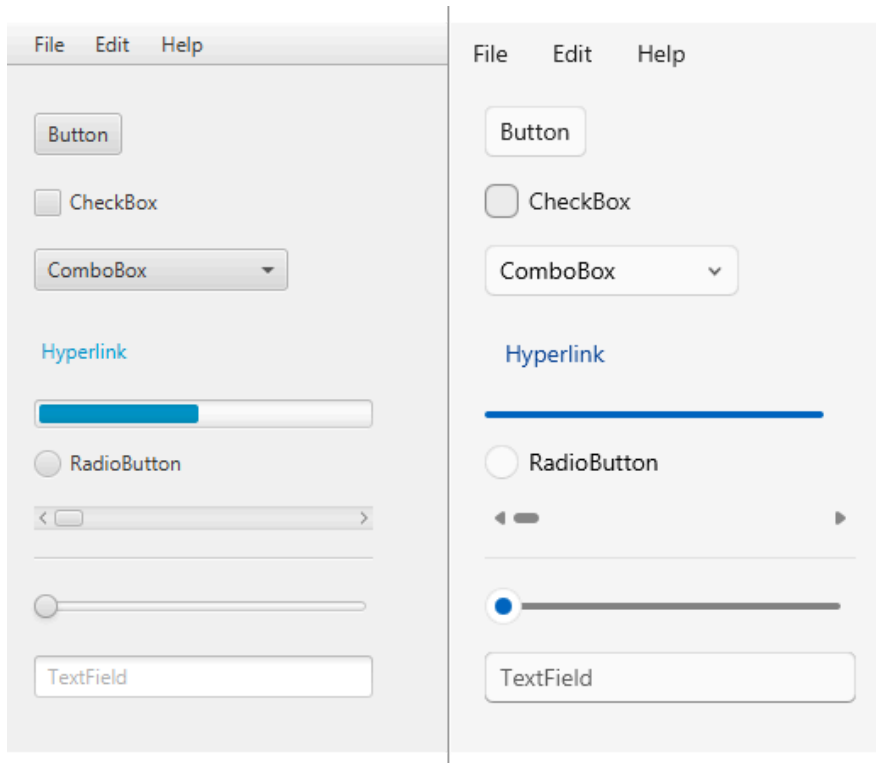 File Edit Help
Button
CheckBox
ComboBox
Hyperlink
RadioButton
TextField
File Edit Help
Button
CheckBox
ComboBox
Hyperlink
RadioButton
TextField